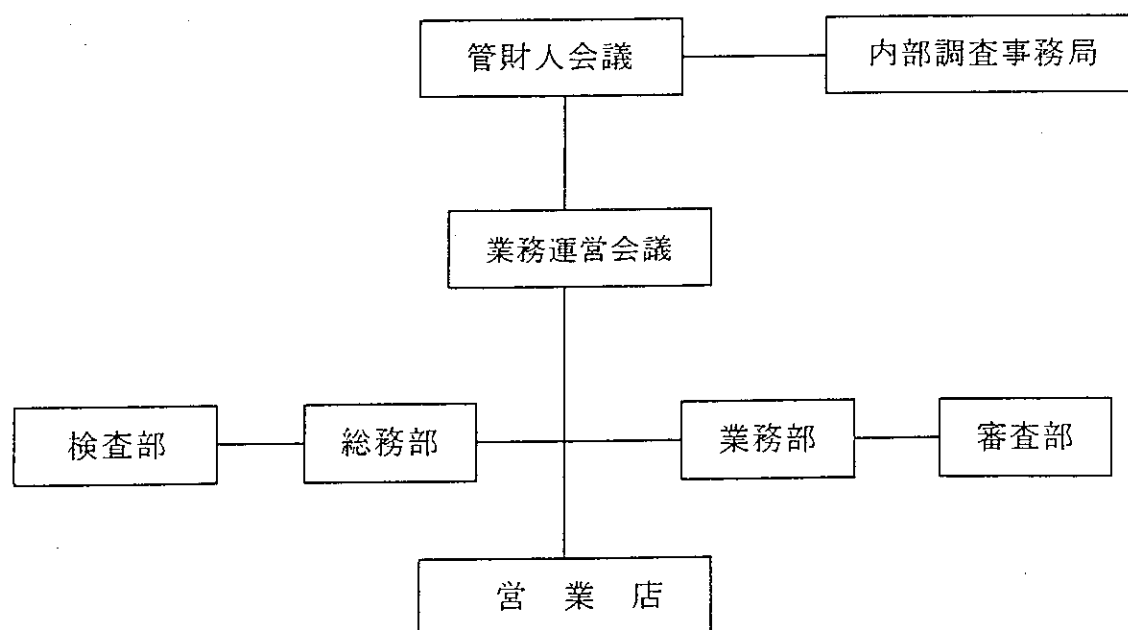 管財人会議
内部調査事務局
業務運営会議
検査部
総務部
業務部
審査部
営業店